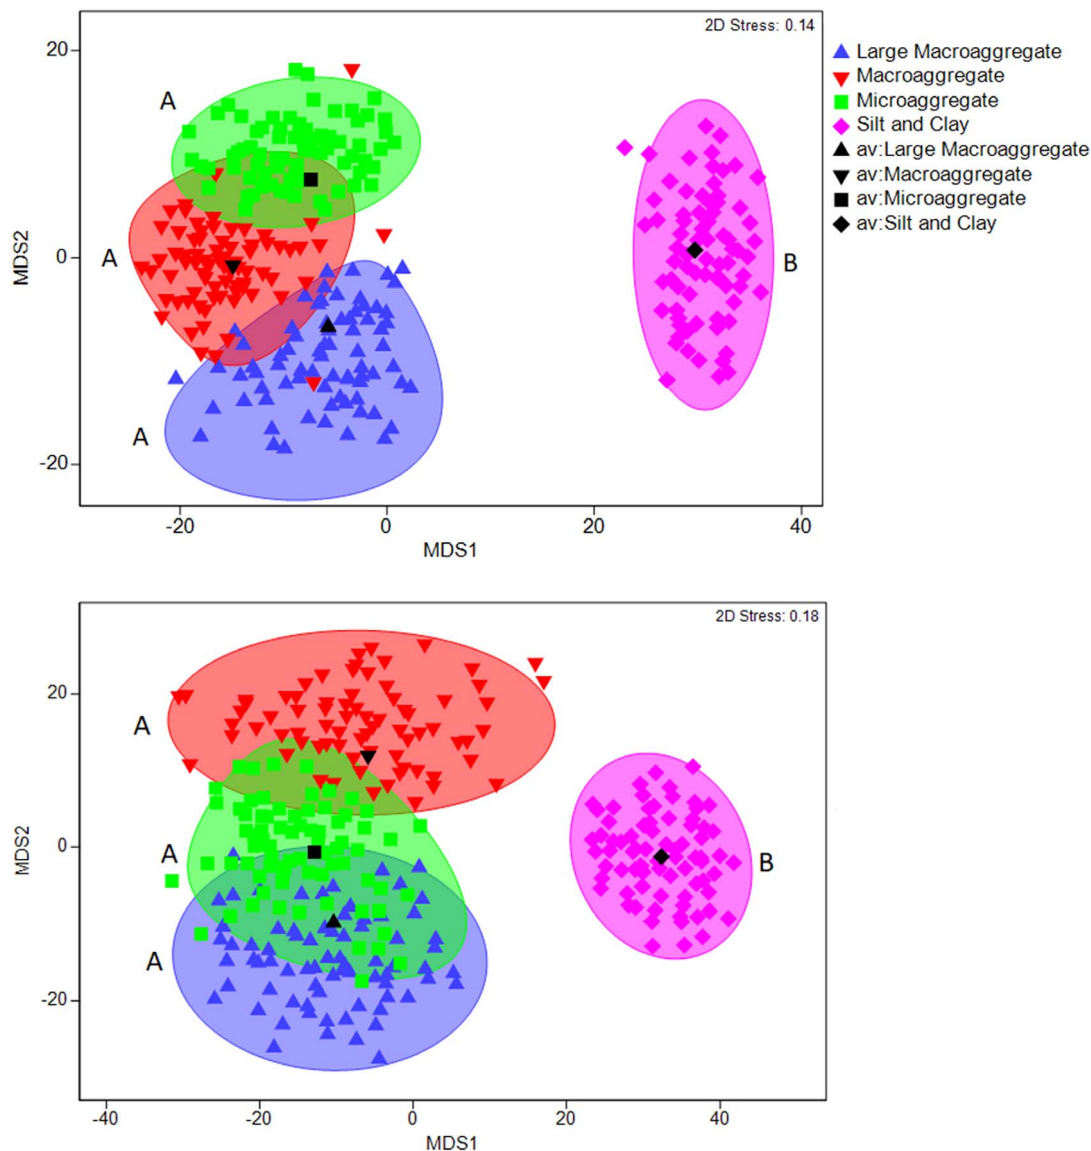 2D Stress: 0.14
20
0
-20
MDS2
A
A
A
B
-20
0
20
40
MDS1
Large Macroaggregate
Macroaggregate
Microaggregate
Silt and Clay
av:Large Macroaggregate
av:Macroaggregate
av:Microaggregate
av:Silt and Clay
2D Stress: 0.18
20
0
-20
MDS2
A
A
A
B
-40
-20
0
20
40
MDS1